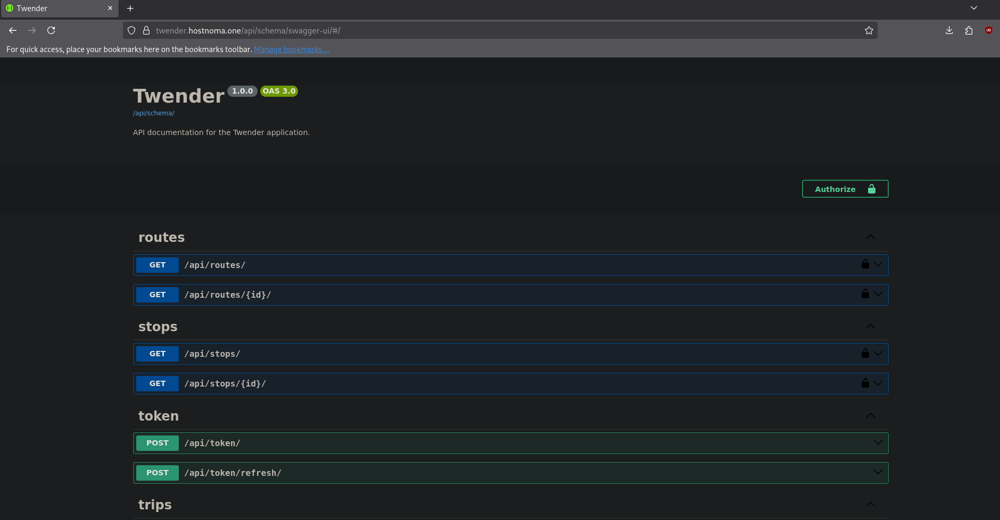 Twender
twender.hostnoma.one/api/schema/swagger-ui/#/
For quick access, place your bookmarks here on the bookmarks toolbar. Manage bookmarks...
Twender 1.0.0 OAS 3.0
/api/schema/
API documentation for the Twender application.
Authorize
routes
GET /api/routes/
GET /api/routes/{id}/
stops
GET /api/stops/
GET /api/stops/{id}/
token
POST /api/token/
POST /api/token/refresh/
trips